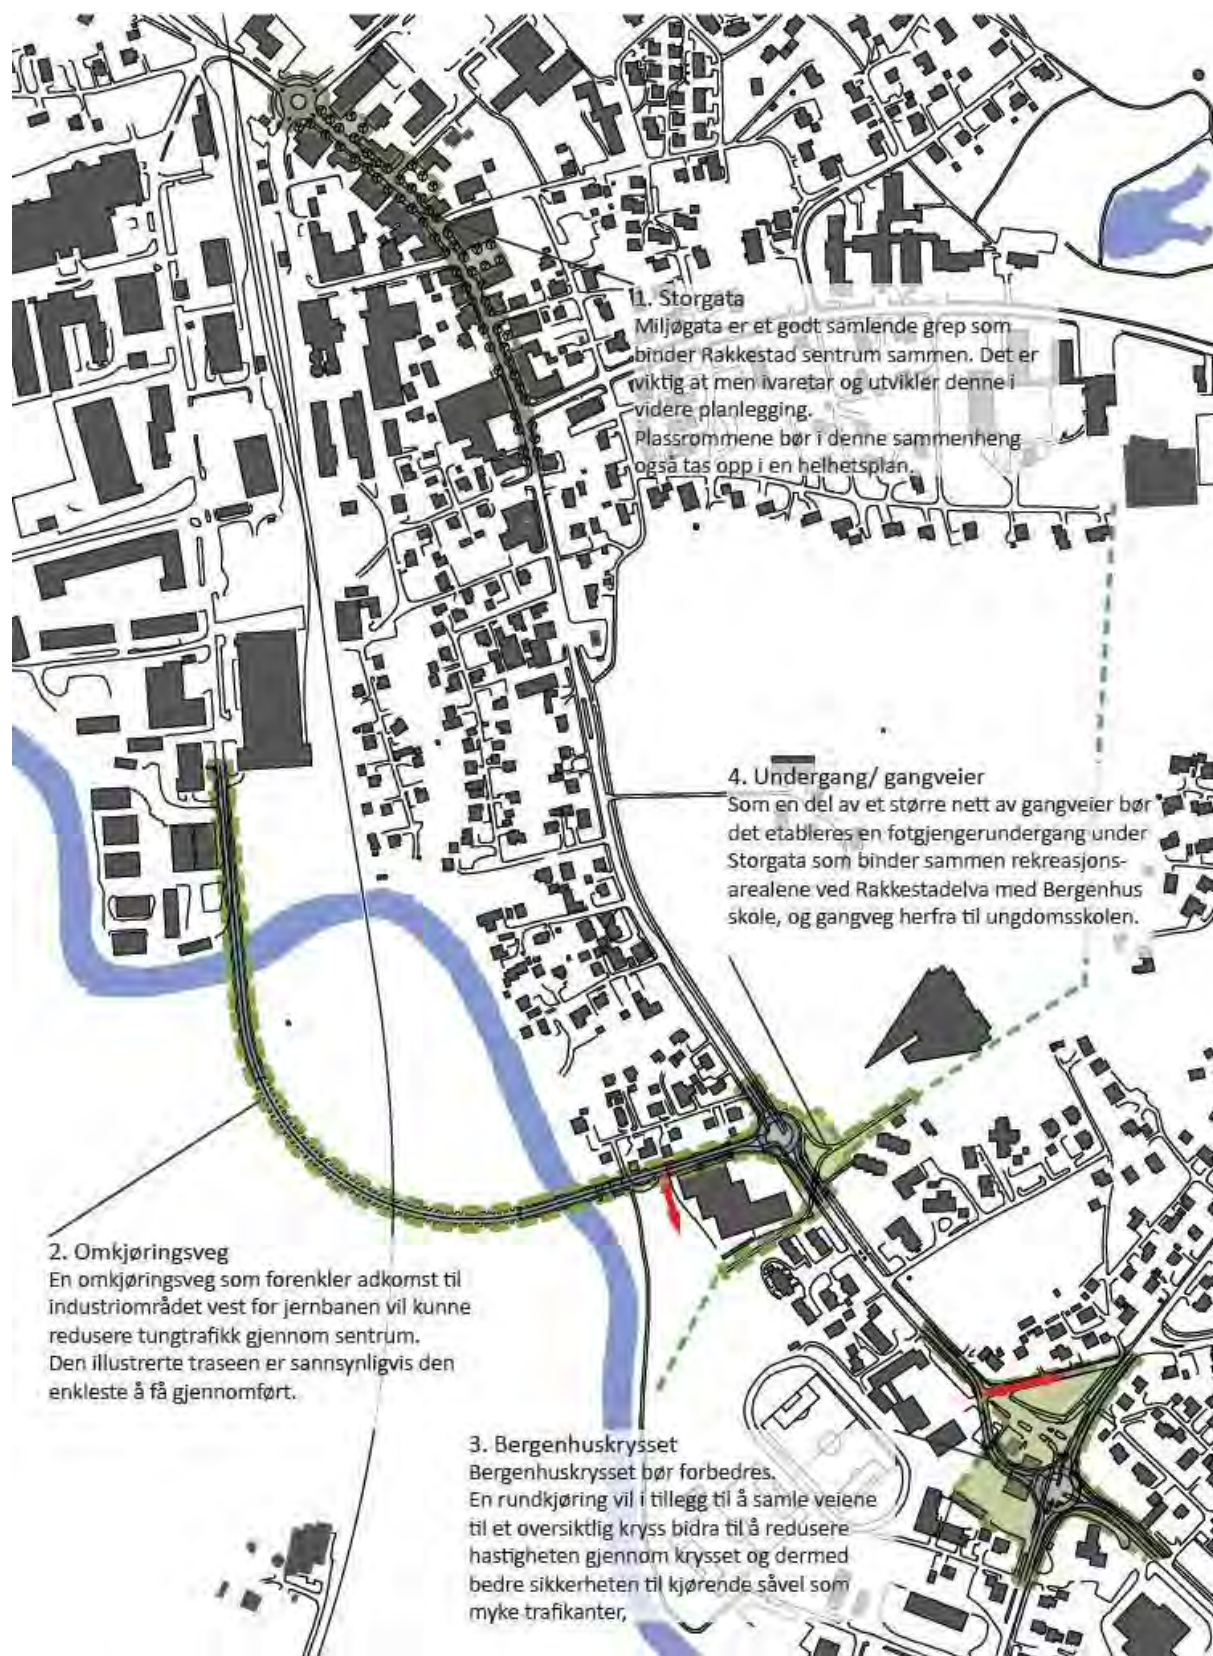 1. Storgata
Miljøgata er et godt samlende grep som
binder Rakkestad sentrum sammen. Det er
viktig at men ivaretar og utvikler denne i
videre planlegging.
Plassrommene bør i denne sammenheng
også tas opp i en helhetsplan.
4. Undergang/ gangveier
Som en del av et større nett av gangveier bør
det etableres en fotgjengerundergang under
Storgata som binder sammen rekreasjons-
arealene ved Rakkestadelva med Bergenhus
skole, og gangveg herfra til ungdomsskolen.
2. Omkjøringsveg
En omkjøringsveg som forenkler adkomst til
industriområdet vest for jernbanen vil kunne
redusere tungtrafikk gjennom sentrum.
Den illustrerte traseen er sannsynligvis den
enkleste å få gjennomført.
3. Bergenhuskrysset
Bergenhuskrysset bør forbedres.
En rundkjøring vil i tillegg til å samle veiene
til et oversiktlig kryss bidra til å redusere
hastigheten gjennom krysset og dermed
bedre sikkerheten til kjørende såvel som
myke trafikanter,